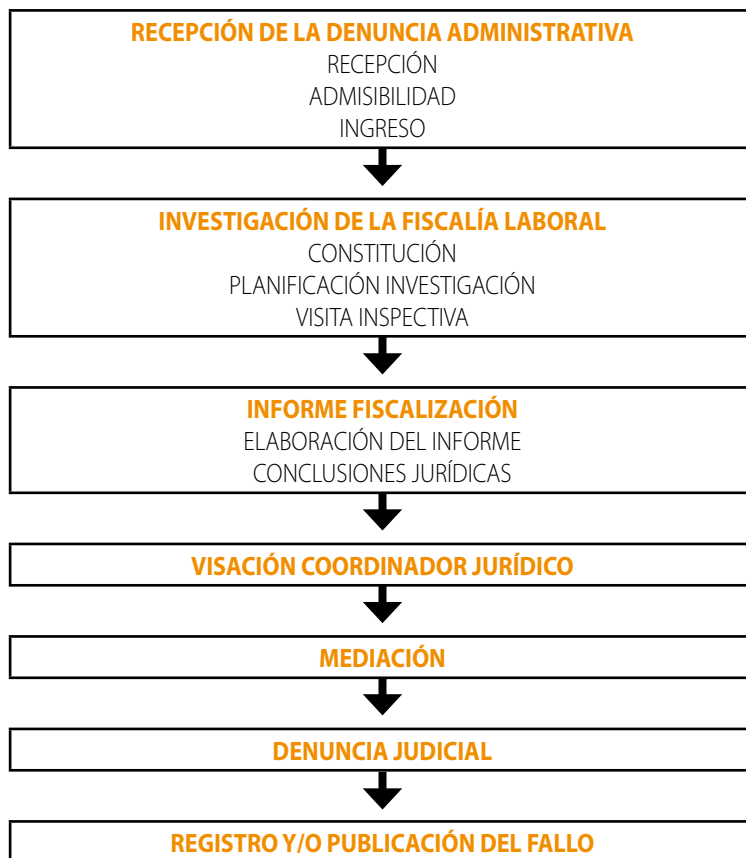 RECEPCIÓN DE LA DENUNCIA ADMINISTRATIVA
RECEPCIÓN
ADMISIBILIDAD
INGRESO
INVESTIGACIÓN DE LA FISCALÍA LABORAL
CONSTITUCIÓN
PLANIFICACIÓN INVESTIGACIÓN
VISITA INSPECTIVA
INFORME FISCALIZACIÓN
ELABORACIÓN DEL INFORME
CONCLUSIONES JURÍDICAS
VISACIÓN COORDINADOR JURÍDICO
MEDIACIÓN
DENUNCIA JUDICIAL
REGISTRO Y/O PUBLICACIÓN DEL FALLO